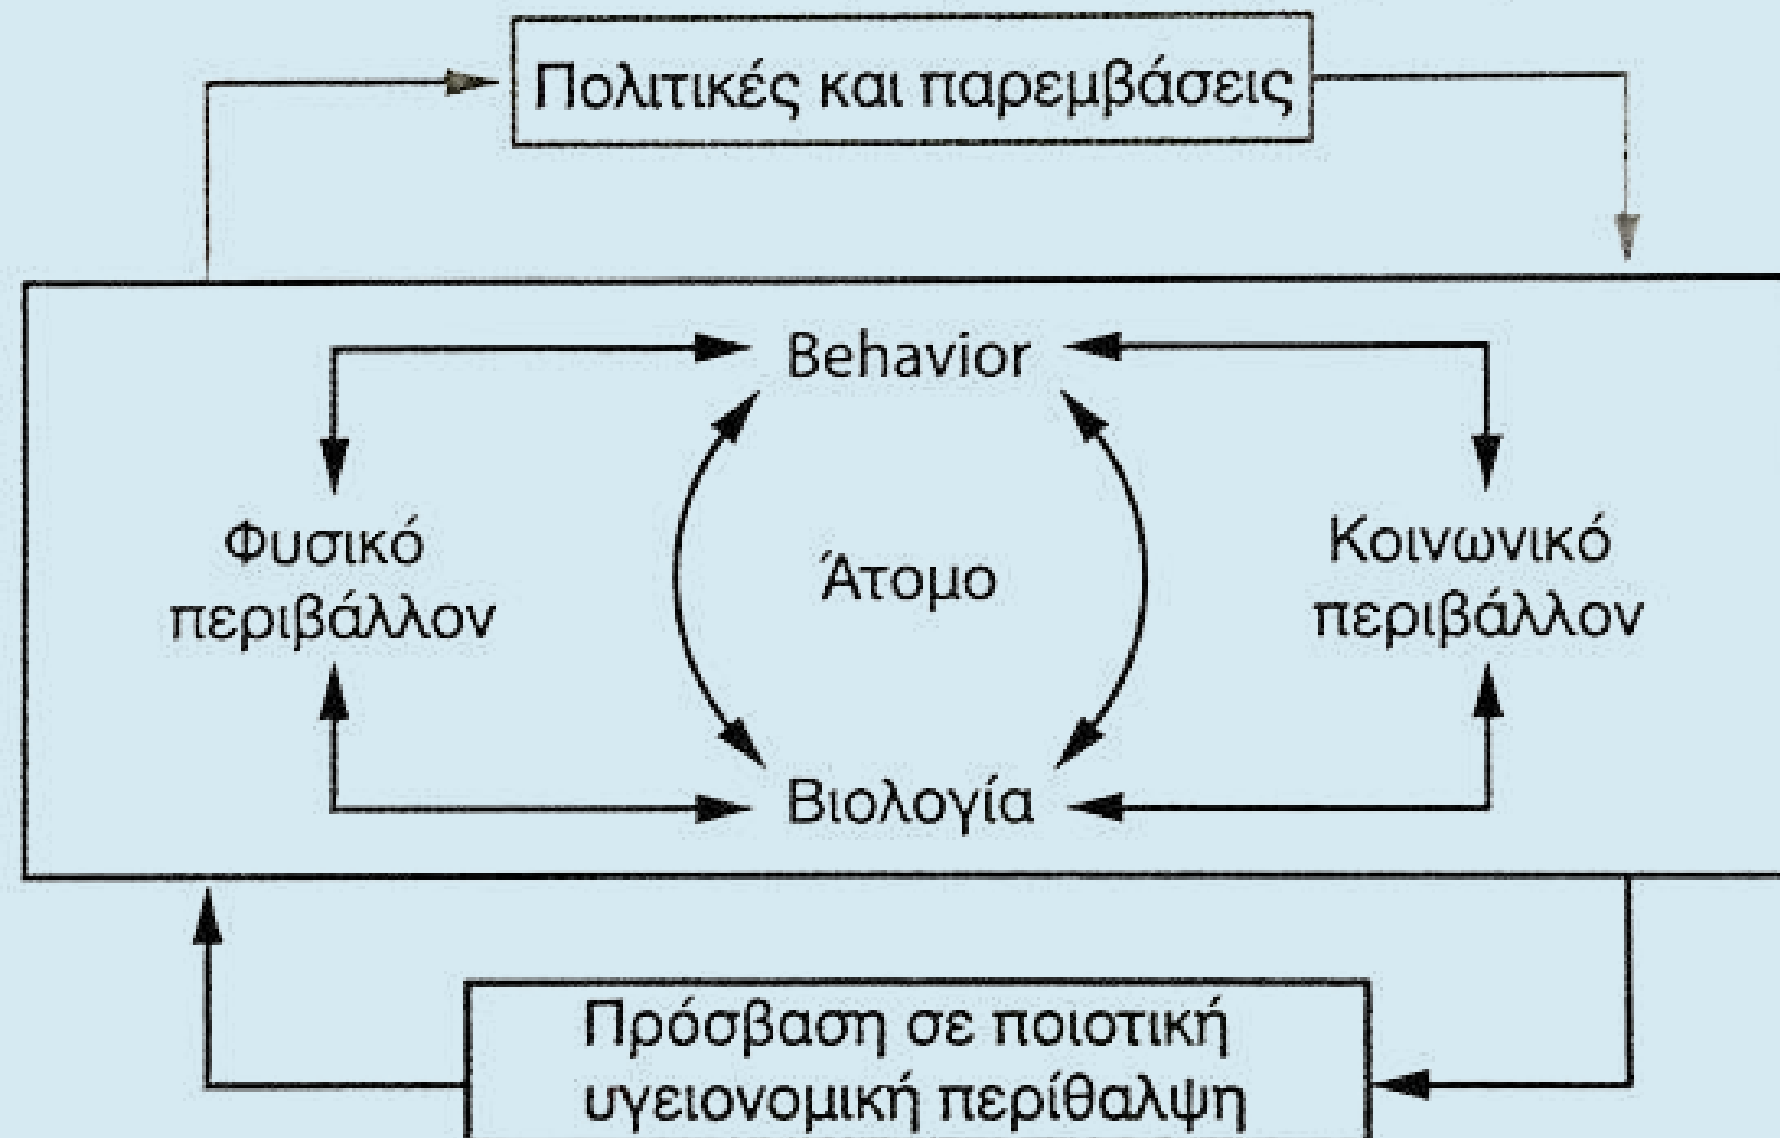 Πολιτικές και παρεμβάσεις
Behavior
Φυσικό
περιβάλλον
Άτομο
Κοινωνικό
περιβάλλον
Βιολογία
Πρόσβαση σε ποιοτική
υγειονομική περίθαλψη